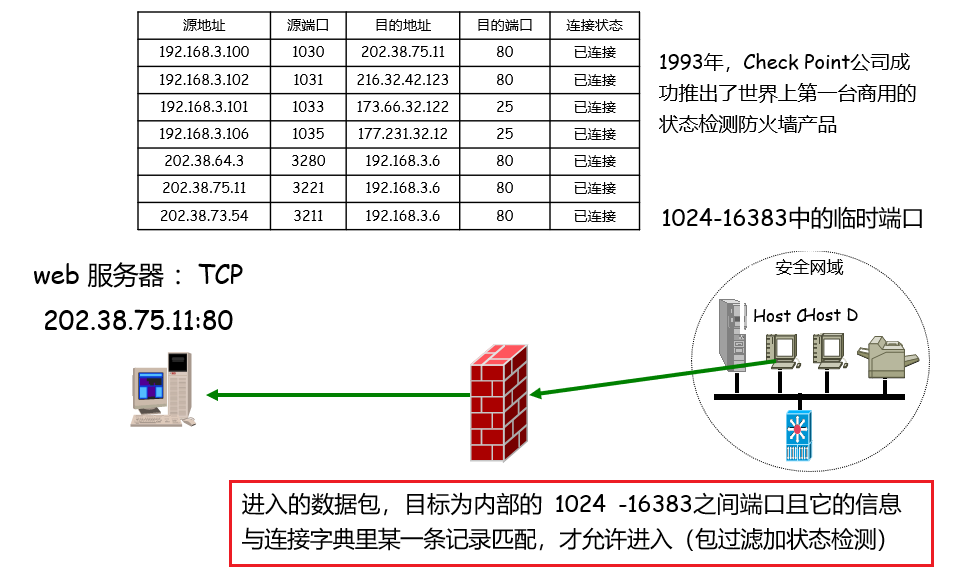 源地址 源端口 目的地址 目的端口 连接状态
192.168.3.100 1030 202.38.75.11 80 已连接
192.168.3.102 1031 216.32.42.123 80 已连接
192.168.3.101 1033 173.66.32.122 25 已连接
192.168.3.106 1035 177.231.32.12 25 已连接
202.38.64.3 3280 192.168.3.6 80 已连接
202.38.75.11 3221 192.168.3.6 80 已连接
202.38.73.54 3211 192.168.3.6 80 已连接
1993年，Check Point公司成
功推出了世界上第一台商用的
状态检测防火墙产品
1024-16383中的临时端口
web 服务器 ： TCP
202.38.75.11:80
安全网域
Host C
Host D
进入的数据包，目标为内部的 1024 -16383之间端口且它的信息
与连接字典里某一条记录匹配，才允许进入（包过滤加状态检测）